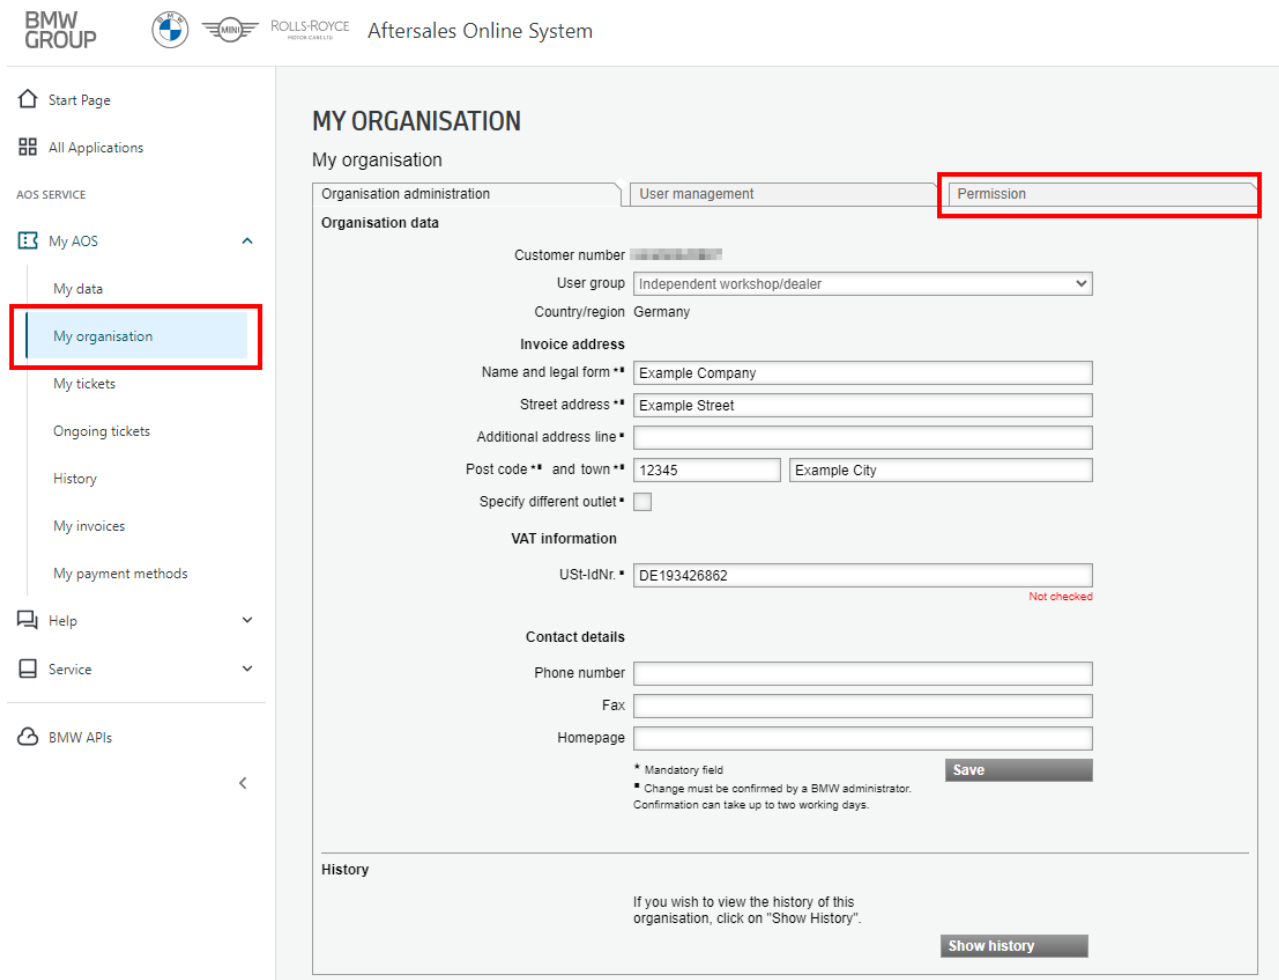 BMW
GROUP
BMW
MINI
ROLLS-ROYCE
MOTOR CARS LTD
Aftersales Online System
Start Page
All Applications
AOS SERVICE
My AOS
My data
My organisation
My tickets
Ongoing tickets
History
My invoices
My payment methods
Help
Service
BMW APIs
MY ORGANISATION
My organisation
Organisation administration
User management
Permission
Organisation data
Customer number
User group Independent workshop/dealer
Country/region Germany
Invoice address
Name and legal form *▪ Example Company
Street address *▪ Example Street
Additional address line ▪
Post code *▪ and town *▪ 12345 Example City
Specify different outlet ▪
VAT information
USt-IdNr. ▪ DE193426862
Not checked
Contact details
Phone number
Fax
Homepage
* Mandatory field
Save
▪ Change must be confirmed by a BMW administrator.
Confirmation can take up to two working days.
History
If you wish to view the history of this
organisation, click on "Show History".
Show history